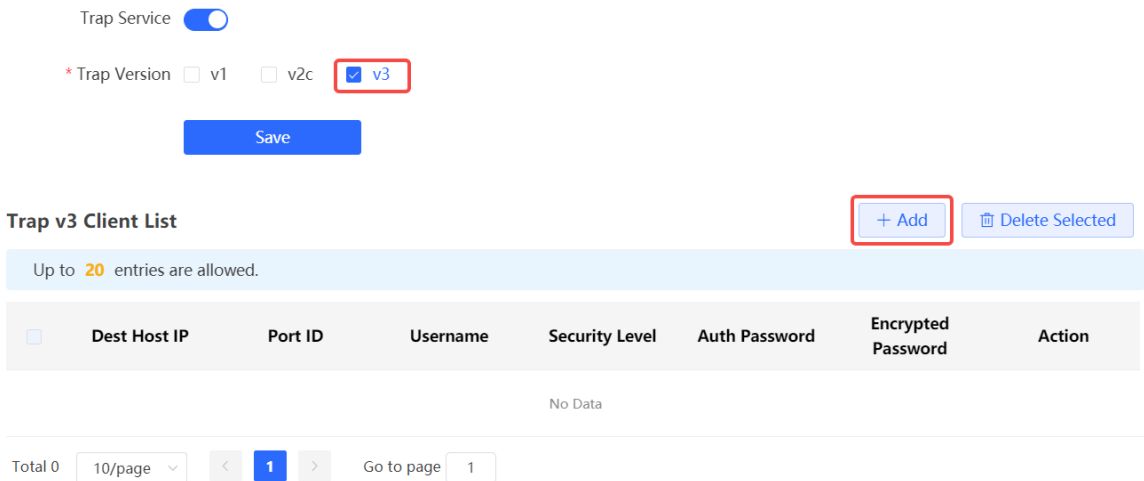 Trap Service
* Trap Version v1 v2c v3
Save
Trap v3 Client List
+ Add
Delete Selected
Up to 20 entries are allowed.
Dest Host IP Port ID Username Security Level Auth Password Encrypted Password Action
No Data
Total 0 10/page < 1 > Go to page 1